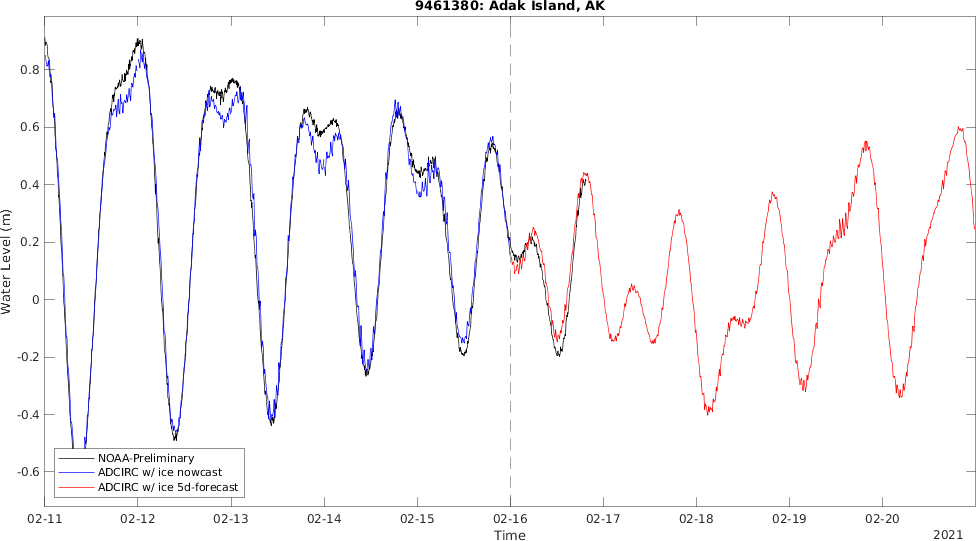 9461380: Adak Island, AK
0.8
0.6
0.4
0.2
0
-0.2
-0.4
-0.6
Water Level (m)
NOAA-Preliminary
ADCIRC w/ ice nowcast
ADCIRC w/ ice 5d-forecast
02-11 02-12 02-13 02-14 02-15 02-16 02-17 02-18 02-19 02-20
Time
2021